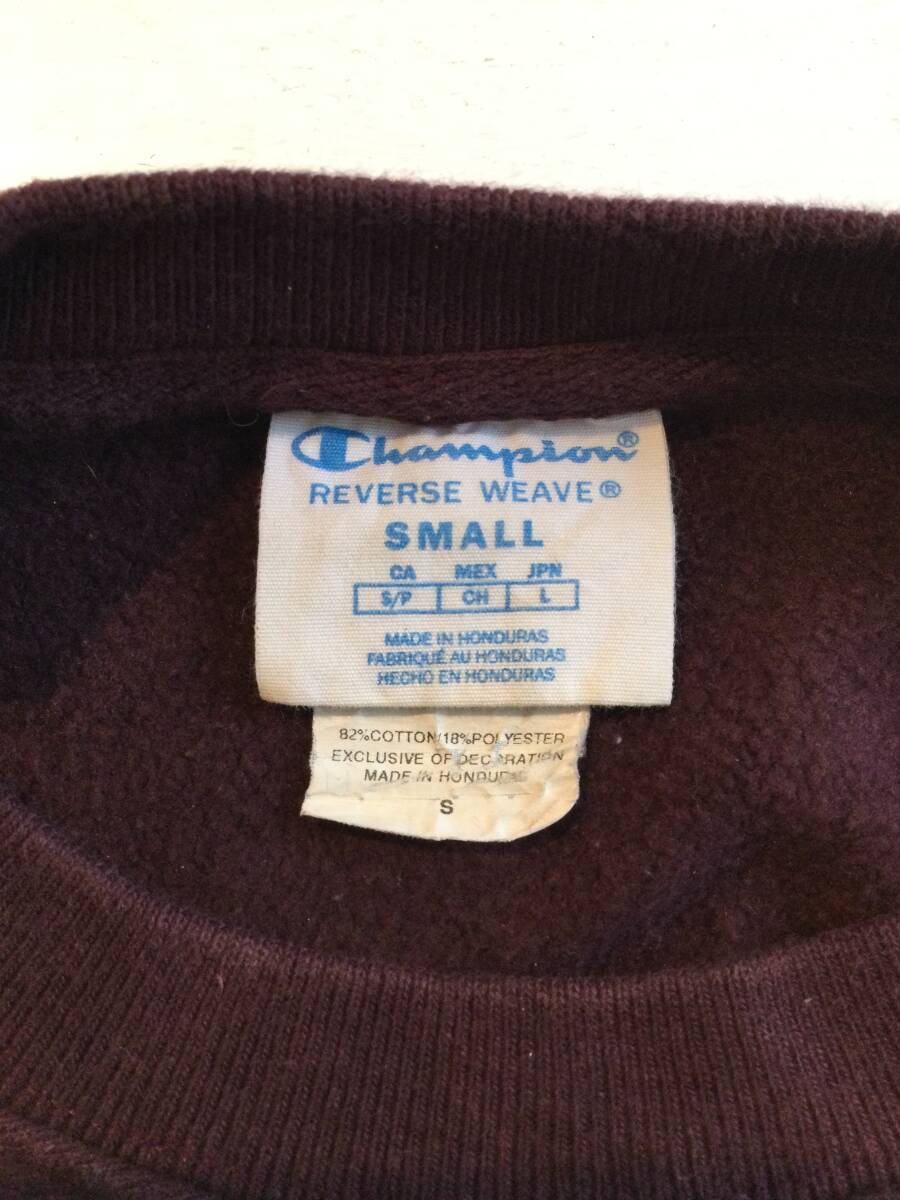 Champion®
REVERSE WEAVE®
SMALL
CA MEX JPN
S/P CH L
MADE IN HONDURAS
FABRIQUÉ AU HONDURAS
HECHO EN HONDURAS
82%COTTON/18%POLYESTER
EXCLUSIVE OF DECORATION
MADE IN HONDURAS
S